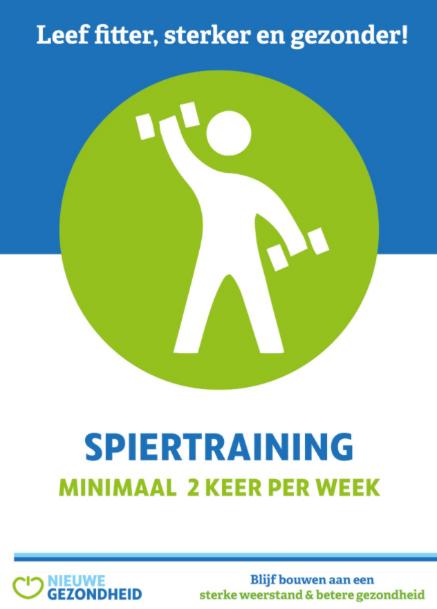 Leef fitter, sterker en gezonder!
SPIERTRAINING
MINIMAAL 2 KEER PER WEEK
NIEUWE
GEZONDHEID
Blijf bouwen aan een
sterke weerstand & betere gezondheid